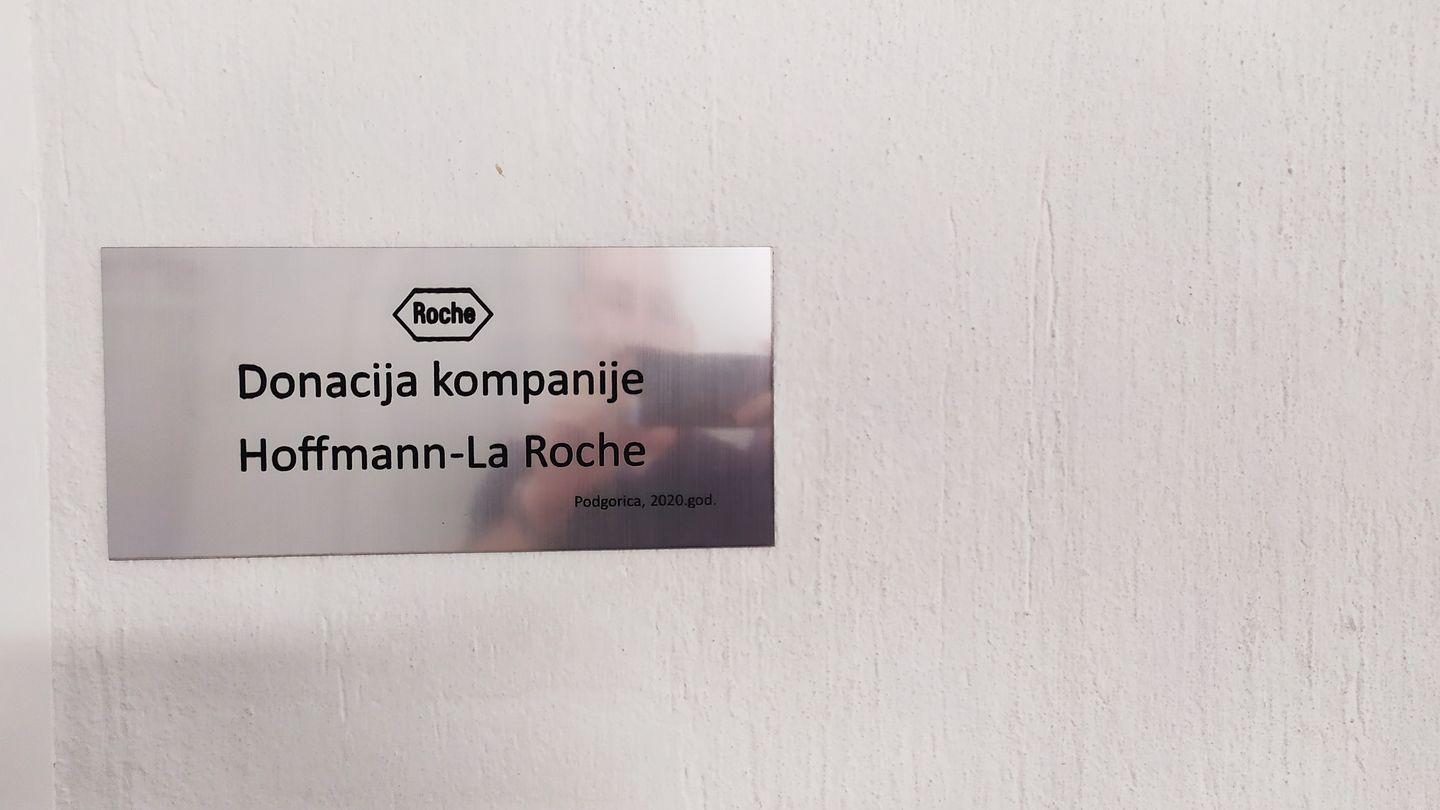 Roche
Donacija kompanije
Hoffmann-La Roche
Podgorica, 2020.god.